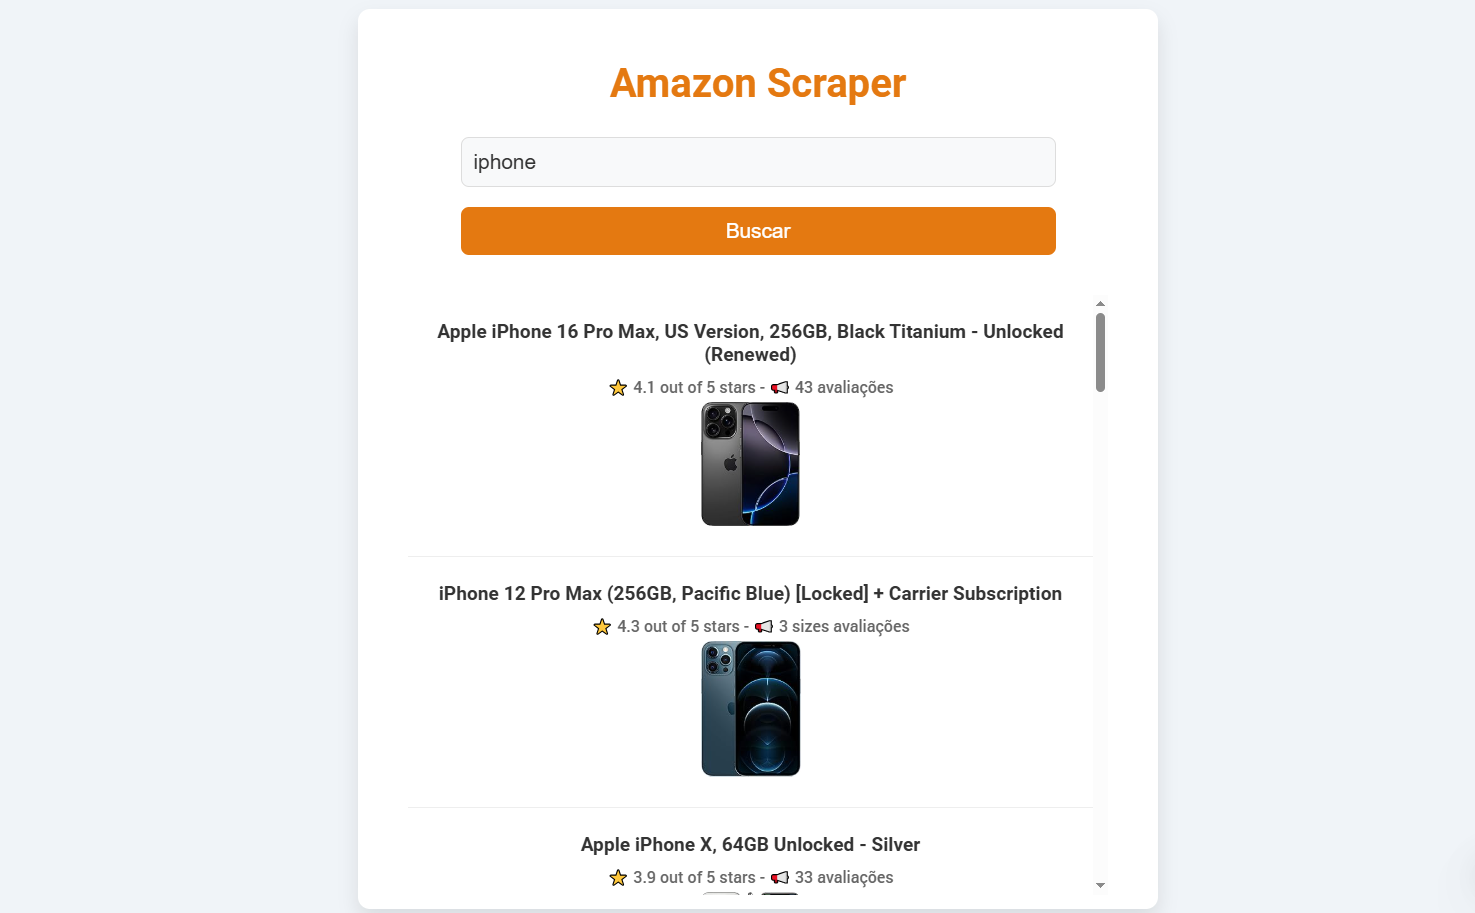 Amazon Scraper
iphone
Buscar
Apple iPhone 16 Pro Max, US Version, 256GB, Black Titanium - Unlocked
(Renewed)
4.1 out of 5 stars - 43 avaliações
iPhone 12 Pro Max (256GB, Pacific Blue) [Locked] + Carrier Subscription
4.3 out of 5 stars - 3 sizes avaliações
Apple iPhone X, 64GB Unlocked - Silver
3.9 out of 5 stars - 33 avaliações